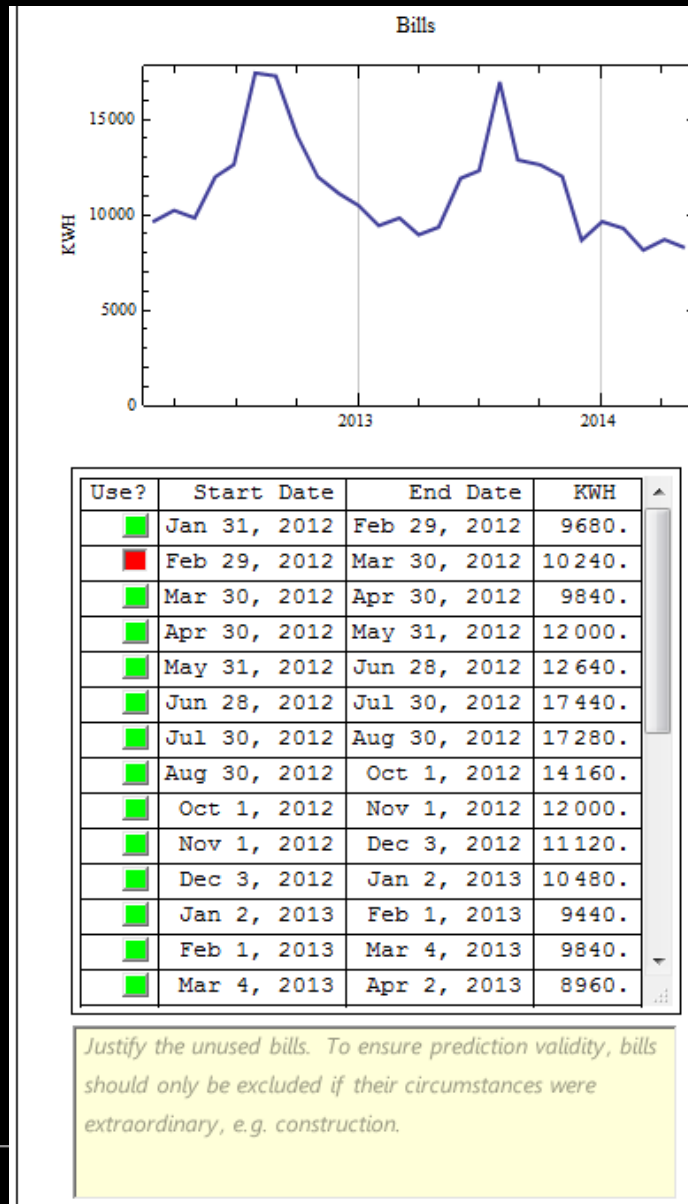 Bills
15000
10000
5000
0
KWH
2013 2014
Use? Start Date End Date KWH
Jan 31, 2012 Feb 29, 2012 9680.
Feb 29, 2012 Mar 30, 2012 10240.
Mar 30, 2012 Apr 30, 2012 9840.
Apr 30, 2012 May 31, 2012 12000.
May 31, 2012 Jun 28, 2012 12640.
Jun 28, 2012 Jul 30, 2012 17440.
Jul 30, 2012 Aug 30, 2012 17280.
Aug 30, 2012 Oct 1, 2012 14160.
Oct 1, 2012 Nov 1, 2012 12000.
Nov 1, 2012 Dec 3, 2012 11120.
Dec 3, 2012 Jan 2, 2013 10480.
Jan 2, 2013 Feb 1, 2013 9440.
Feb 1, 2013 Mar 4, 2013 9840.
Mar 4, 2013 Apr 2, 2013 8960.
Justify the unused bills. To ensure prediction validity, bills
should only be excluded if their circumstances were
extraordinary, e.g. construction.